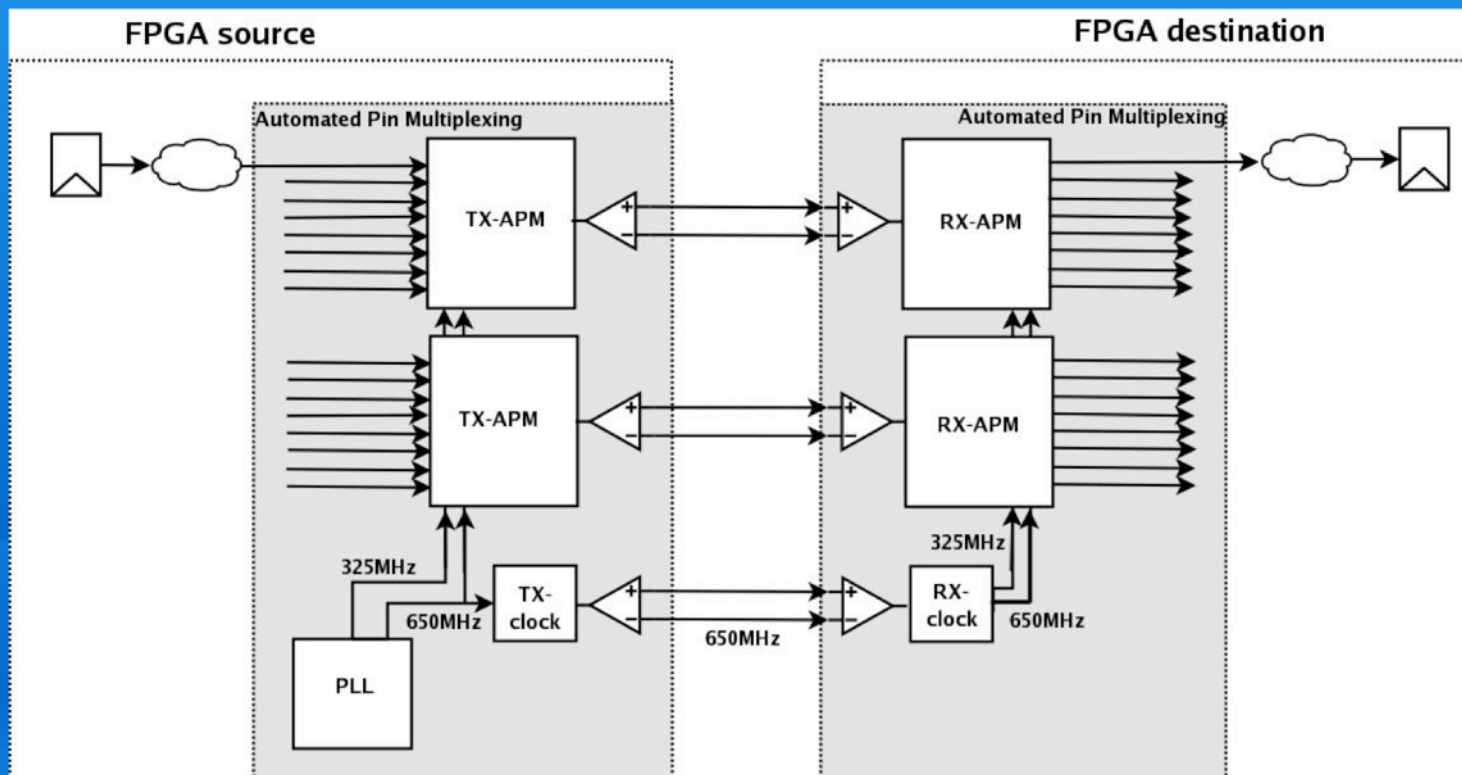 FPGA source
FPGA destination
Automated Pin Multiplexing
Automated Pin Multiplexing
TX-APM
+
−
+
−
RX-APM
TX-APM
+
−
+
−
RX-APM
325MHz
650MHz
TX-
clock
+
−
650MHz
+
−
RX-
clock
325MHz
650MHz
PLL